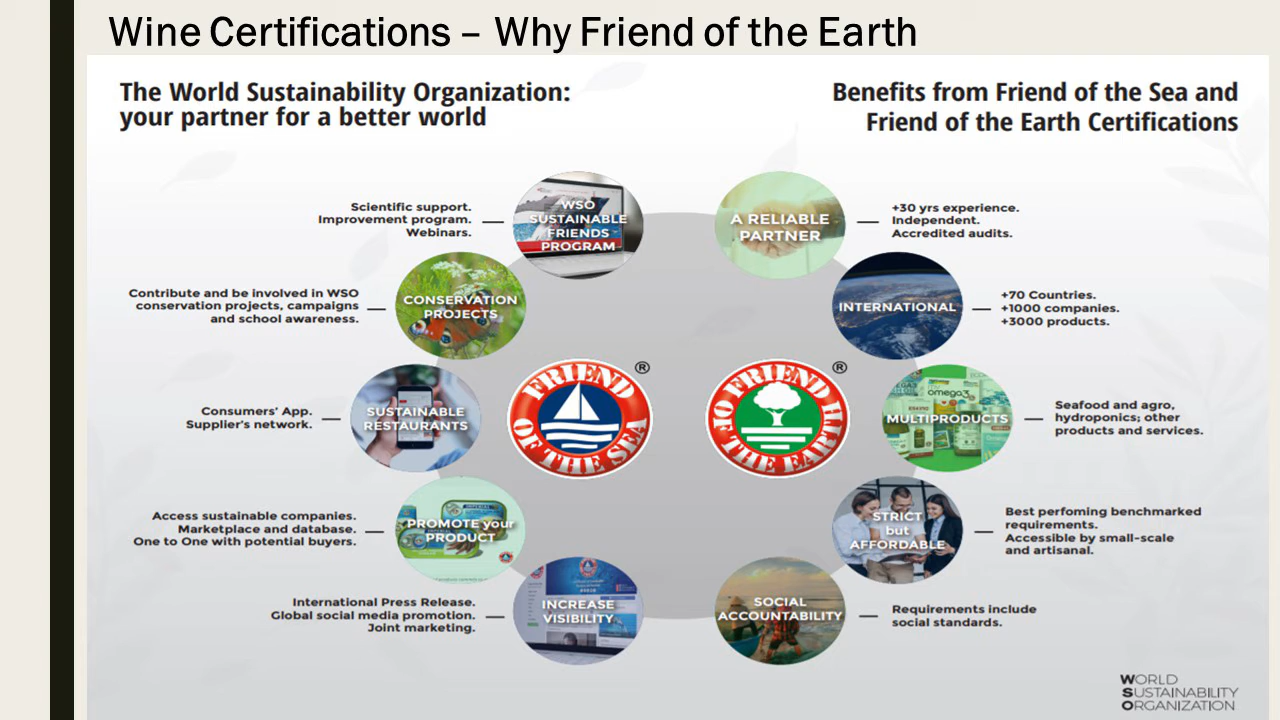 Wine Certifications – Why Friend of the Earth
The World Sustainability Organization:
your partner for a better world
Benefits from Friend of the Sea and
Friend of the Earth Certifications
Scientific support.
Improvement program.
Webinars.
WSO
SUSTAINABLE
FRIENDS
PROGRAM
A RELIABLE
PARTNER
+30 yrs experience.
Independent.
Accredited audits.
Contribute and be involved in WSO
conservation projects, campaigns
and school awareness.
CONSERVATION
PROJECTS
INTERNATIONAL
+70 Countries.
+1000 companies.
+3000 products.
Consumers' App.
Supplier's network.
SUSTAINABLE
RESTAURANTS
FRIEND
OF THE SEA
®
FRIEND
OF THE EARTH
®
omega3
MULTIPRODUCTS
Seafood and agro,
hydroponics; other
products and services.
Access sustainable companies.
Marketplace and database.
One to One with potential buyers.
PROMOTE your
PRODUCT
STRICT
but
AFFORDABLE
Best perfoming benchmarked
requirements.
Accessible by small-scale
and artisanal.
International Press Release.
Global social media promotion.
Joint marketing.
INCREASE
VISIBILITY
SOCIAL
ACCOUNTABILITY
Requirements include
social standards.
WORLD
SUSTAINABILITY
ORGANIZATION